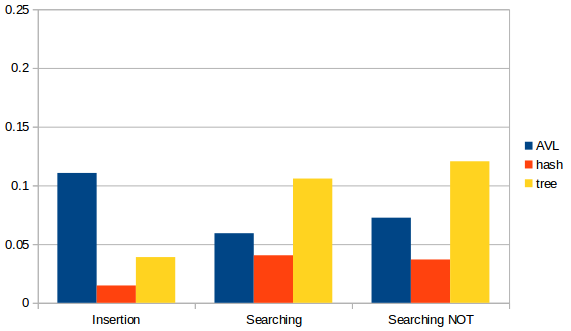 0.25
0.2
0.15
0.1
0.05
0
Insertion
Searching
Searching NOT
AVL
hash
tree